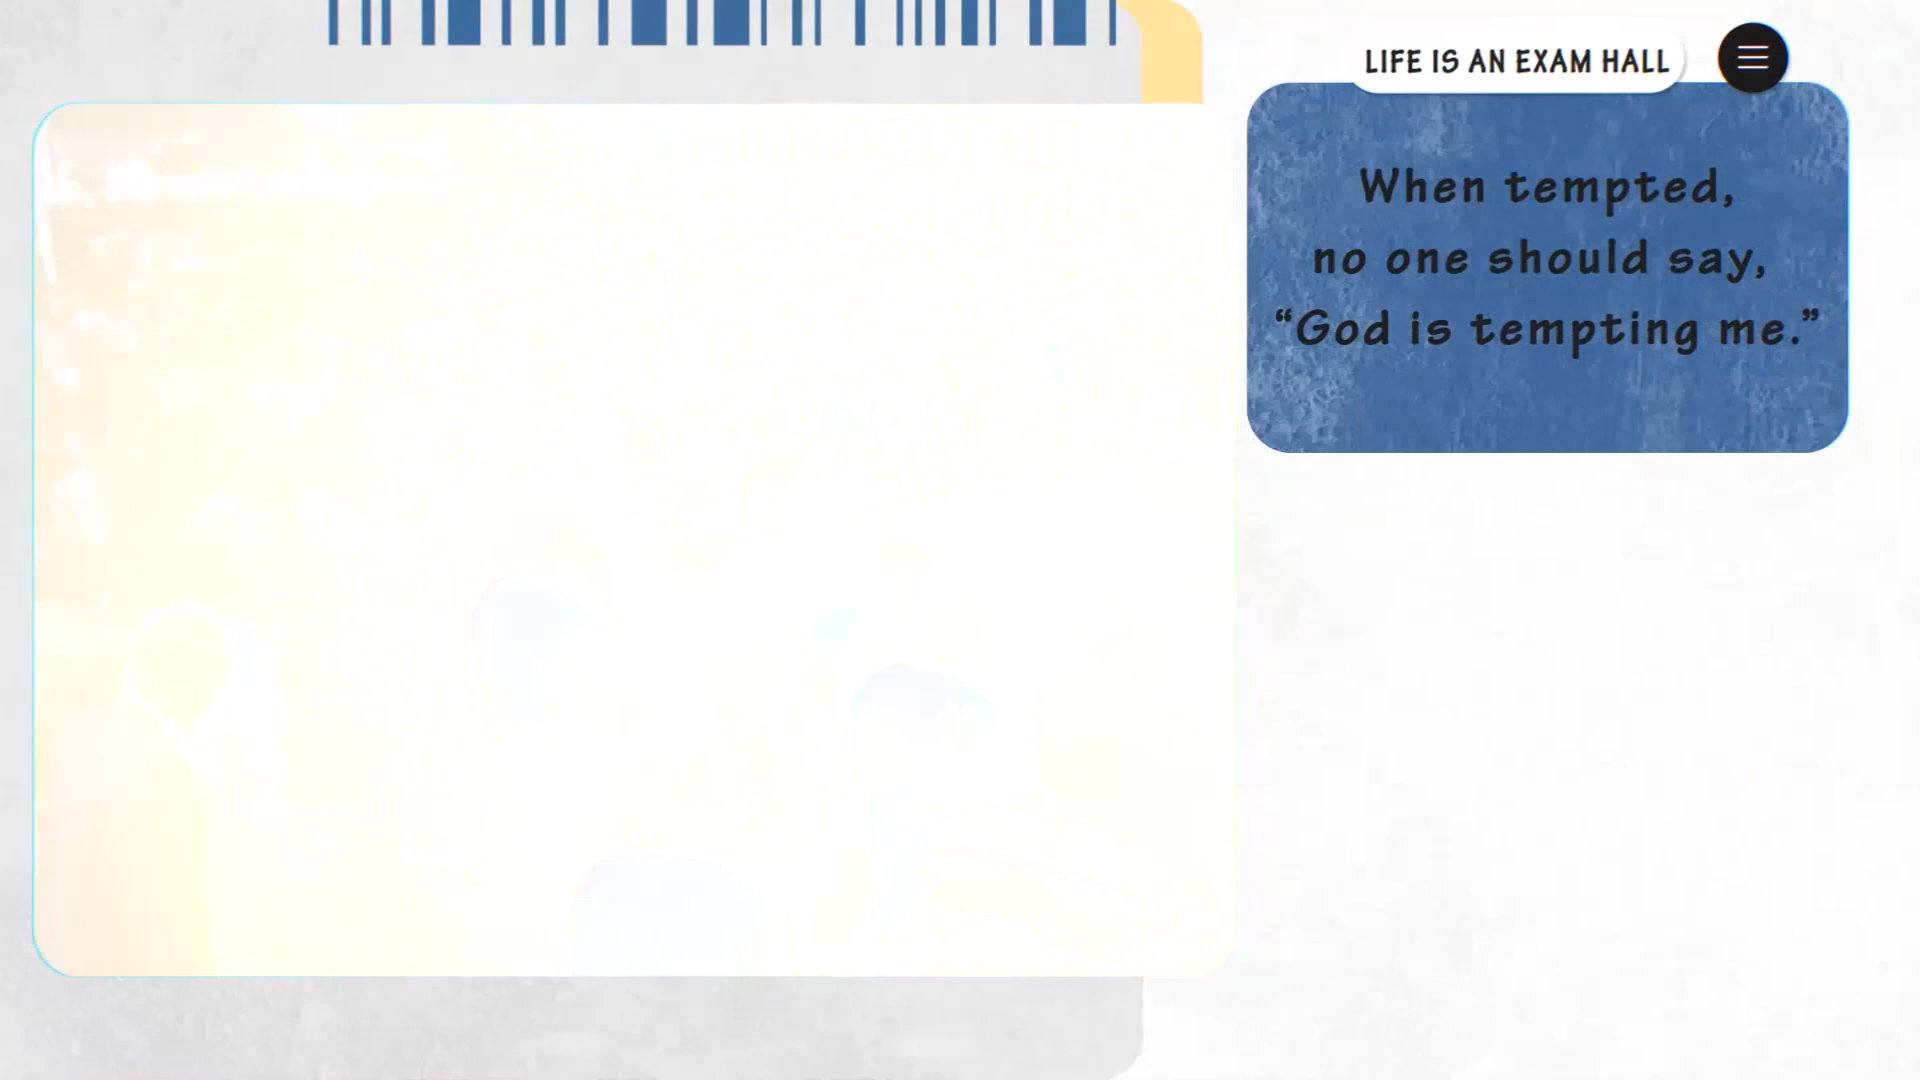 LIFE IS AN EXAM HALL
When tempted,
no one should say,
“God is tempting me.”